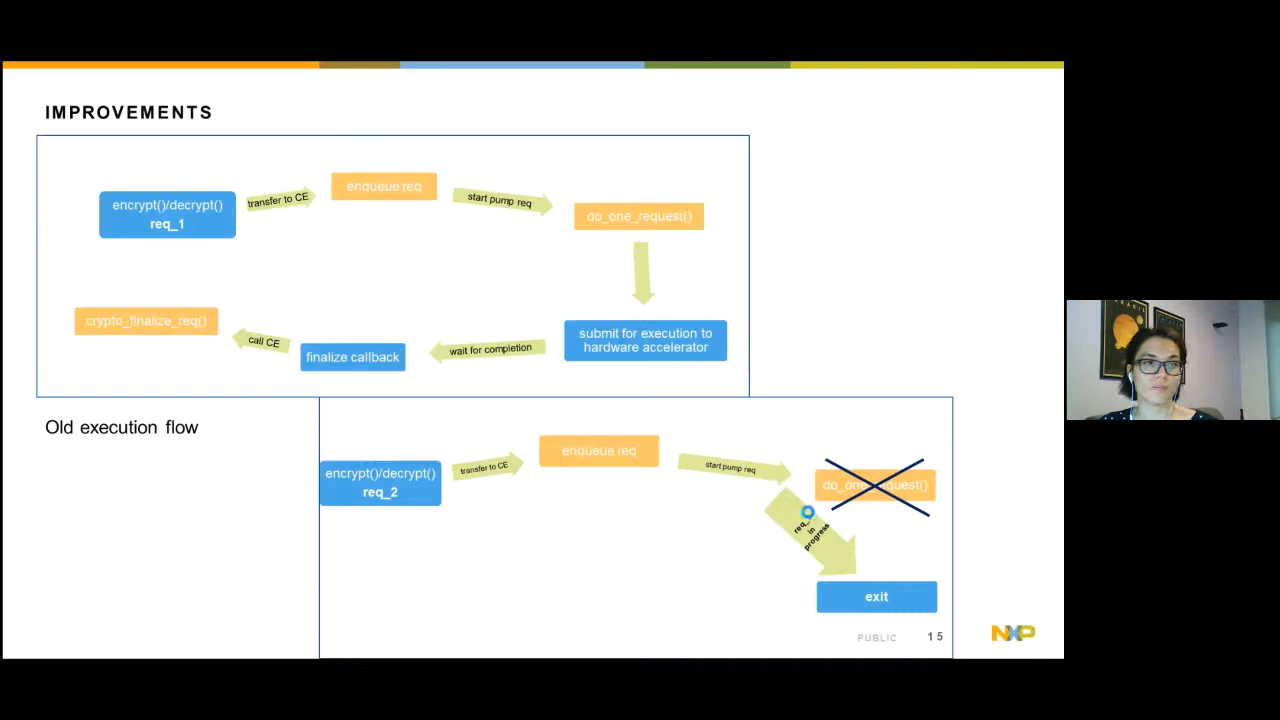 IMPROVEMENTS
encrypt()/decrypt()
req_1
transfer to CE
enqueue req
start pump req
do_one_request()
submit for execution to
hardware accelerator
wait for completion
finalize callback
call CE
crypto_finalize_req()
Old execution flow
encrypt()/decrypt()
req_2
transfer to CE
enqueue req
start pump req
do_one_request()
in
progress
exit
PUBLIC
15
NXP